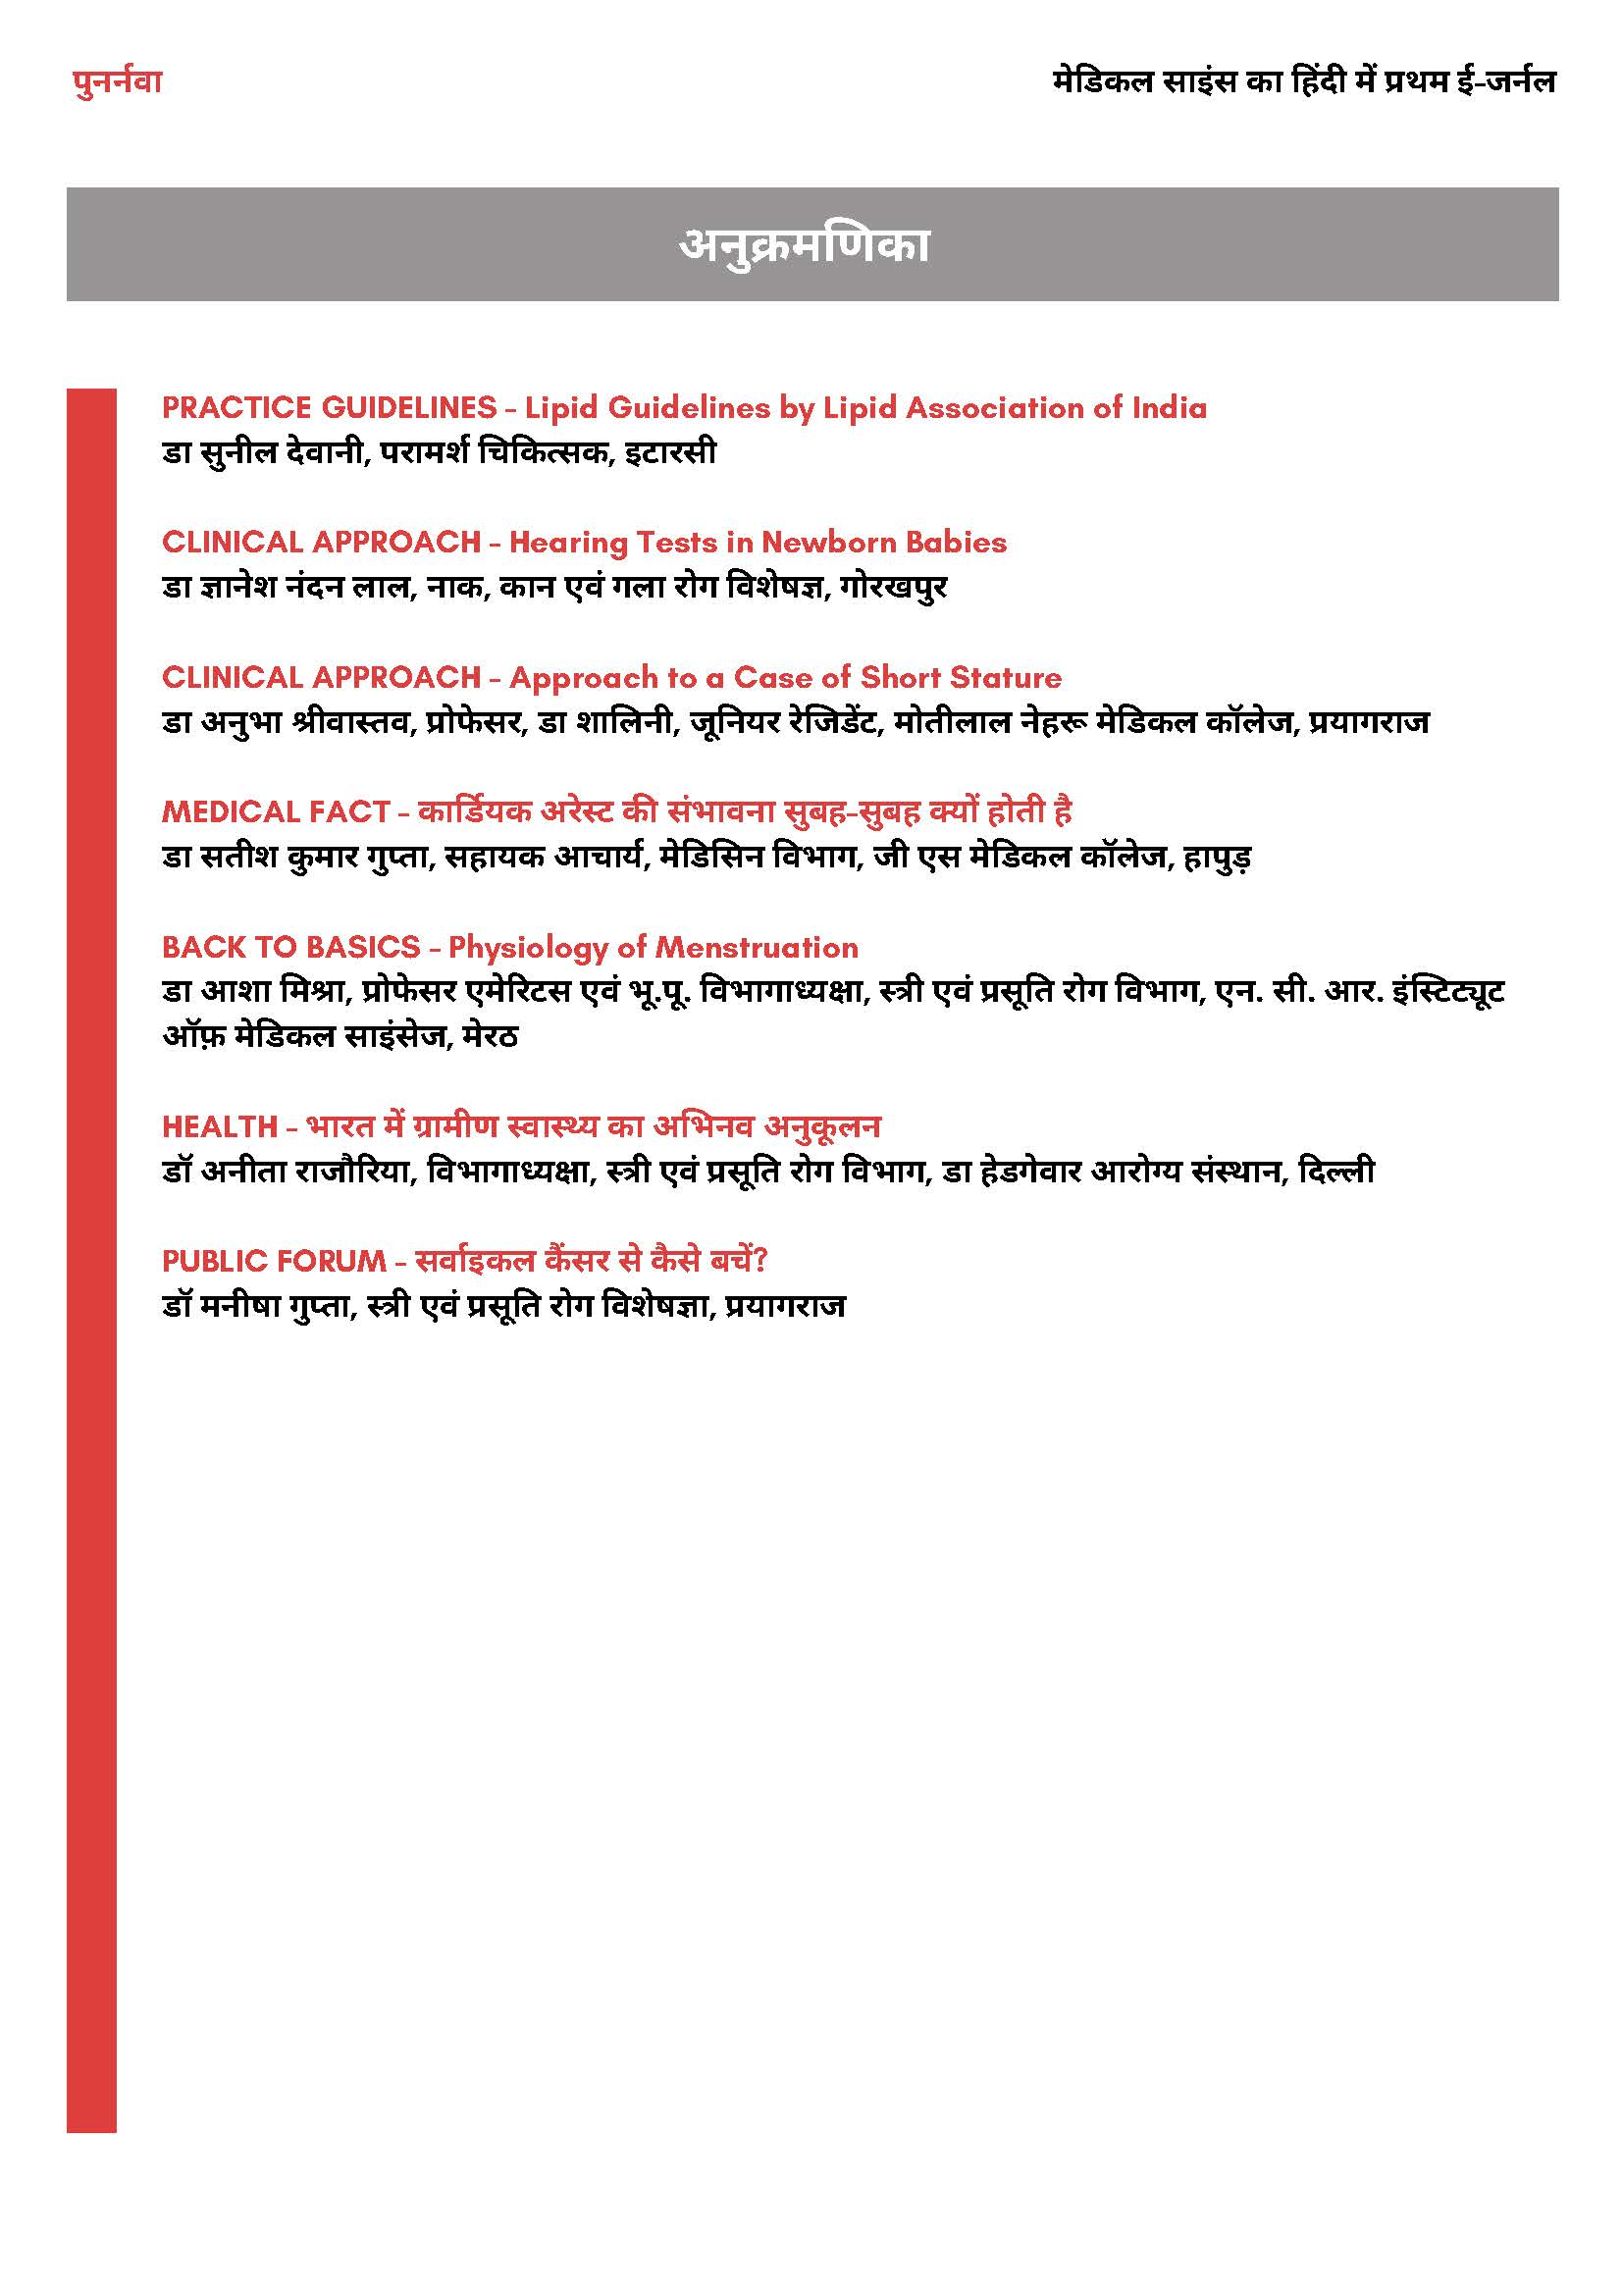 पुनर्नवा
मेडिकल साइंस का हिंदी में प्रथम ई-जर्नल
अनुक्रमणिका
PRACTICE GUIDELINES - Lipid Guidelines by Lipid Association of India
डा सुनील देवानी, परामर्श चिकित्सक, इटारसी
CLINICAL APPROACH - Hearing Tests in Newborn Babies
डा ज्ञानेश नंदन लाल, नाक, कान एवं गला रोग विशेषज्ञ, गोरखपुर
CLINICAL APPROACH - Approach to a Case of Short Stature
डा अनुभा श्रीवास्तव, प्रोफेसर, डा शालिनी, जूनियर रेजिडेंट, मोतीलाल नेहरू मेडिकल कॉलेज, प्रयागराज
MEDICAL FACT - कार्डियक अरेस्ट की संभावना सुबह-सुबह क्यों होती है
डा सतीश कुमार गुप्ता, सहायक आचार्य, मेडिसिन विभाग, जी एस मेडिकल कॉलेज, हापुड़
BACK TO BASICS - Physiology of Menstruation
डा आशा मिश्रा, प्रोफेसर एमेरिटस एवं भू.पू. विभागाध्यक्षा, स्त्री एवं प्रसूति रोग विभाग, एन. सी. आर. इंस्टिट्यूट
ऑफ़ मेडिकल साइंसेज, मेरठ
HEALTH - भारत में ग्रामीण स्वास्थ्य का अभिनव अनुकूलन
डॉ अनीता राजौरिया, विभागाध्यक्षा, स्त्री एवं प्रसूति रोग विभाग, डा हेडगेवार आरोग्य संस्थान, दिल्ली
PUBLIC FORUM - सर्वाइकल कैंसर से कैसे बचें?
डॉ मनीषा गुप्ता, स्त्री एवं प्रसूति रोग विशेषज्ञा, प्रयागराज